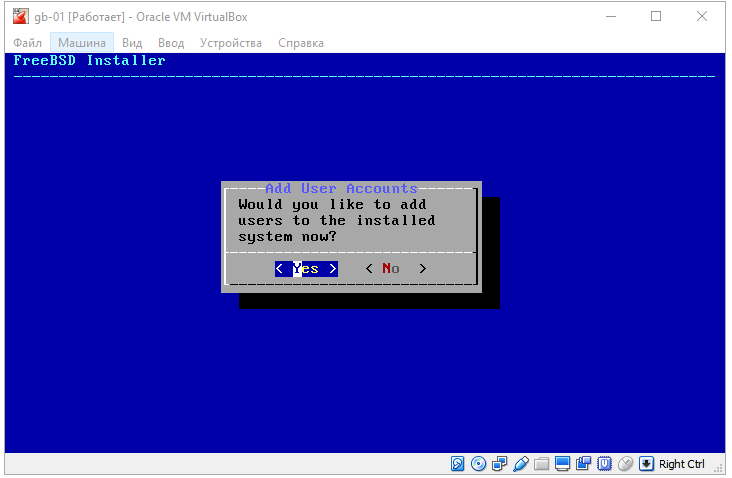 gb-01 [Работает] - Oracle VM VirtualBox
Файл Машина Вид Ввод Устройства Справка
FreeBSD Installer
Add User Accounts
Would you like to add
users to the installed
system now?
< Yes > < No >
Right Ctrl